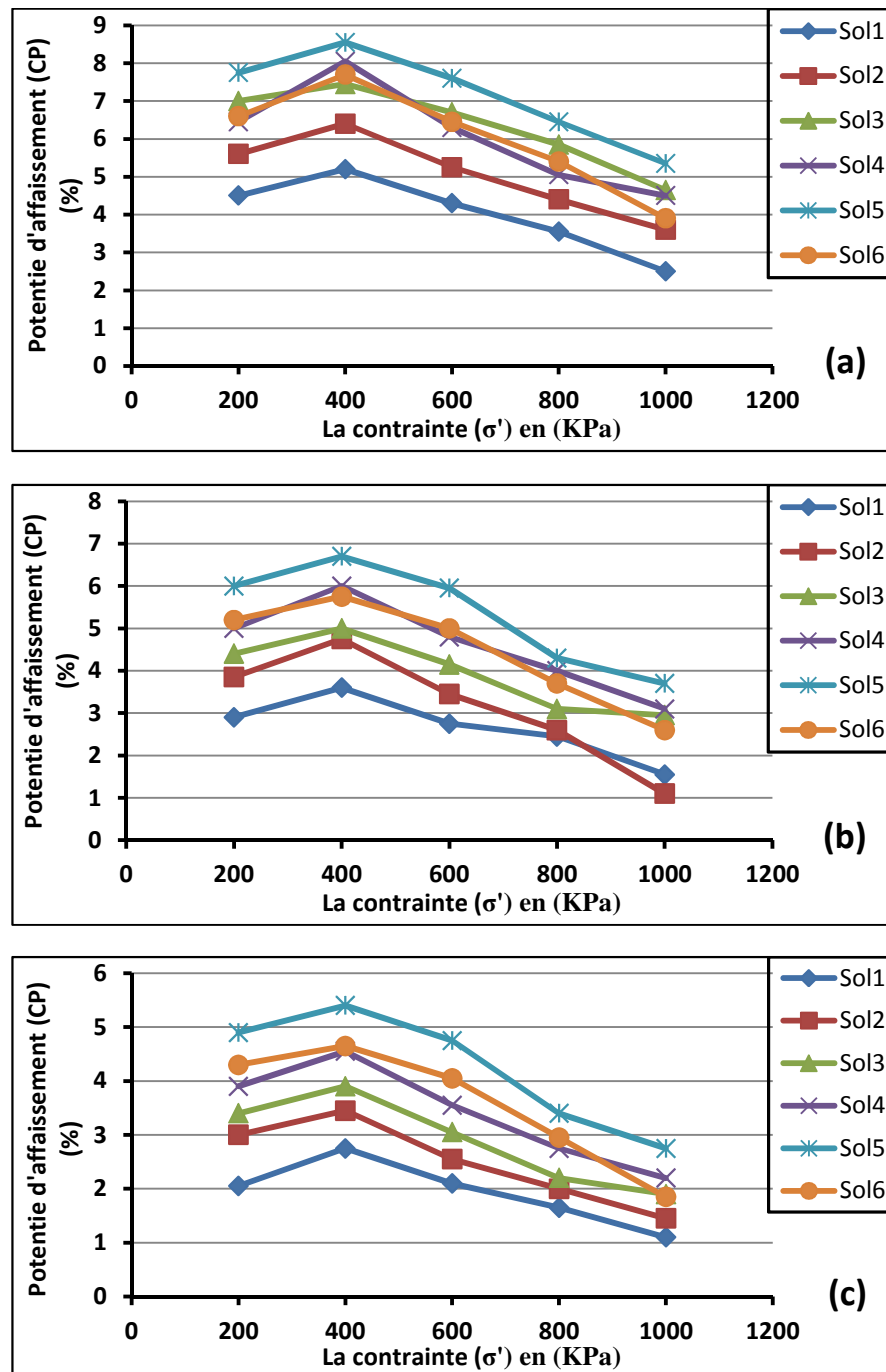 Potentie d'affaissement (CP)
(%)
9
8
7
6
5
4
3
2
1
0
0 200 400 600 800 1000 1200
La contrainte (σ') en (KPa)
Sol1
Sol2
Sol3
Sol4
Sol5
Sol6
(a)
Potentie d'affaissement (CP)
(%)
8
7
6
5
4
3
2
1
0
0 200 400 600 800 1000 1200
La contrainte (σ') en (KPa)
Sol1
Sol2
Sol3
Sol4
Sol5
Sol6
(b)
Potentie d'affaissement (CP)
(%)
6
5
4
3
2
1
0
0 200 400 600 800 1000 1200
La contrainte (σ') en (KPa)
Sol1
Sol2
Sol3
Sol4
Sol5
Sol6
(c)